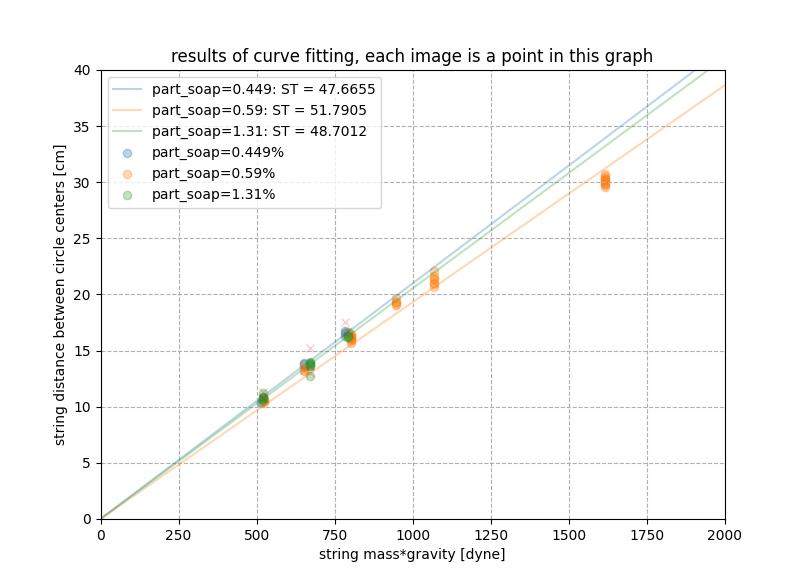 results of curve fitting, each image is a point in this graph
40
35
30
25
20
15
10
5
0
string distance between circle centers [cm]
part_soap=0.449: ST = 47.6655
part_soap=0.59: ST = 51.7905
part_soap=1.31: ST = 48.7012
part_soap=0.449%
part_soap=0.59%
part_soap=1.31%
0 250 500 750 1000 1250 1500 1750 2000
string mass*gravity [dyne]